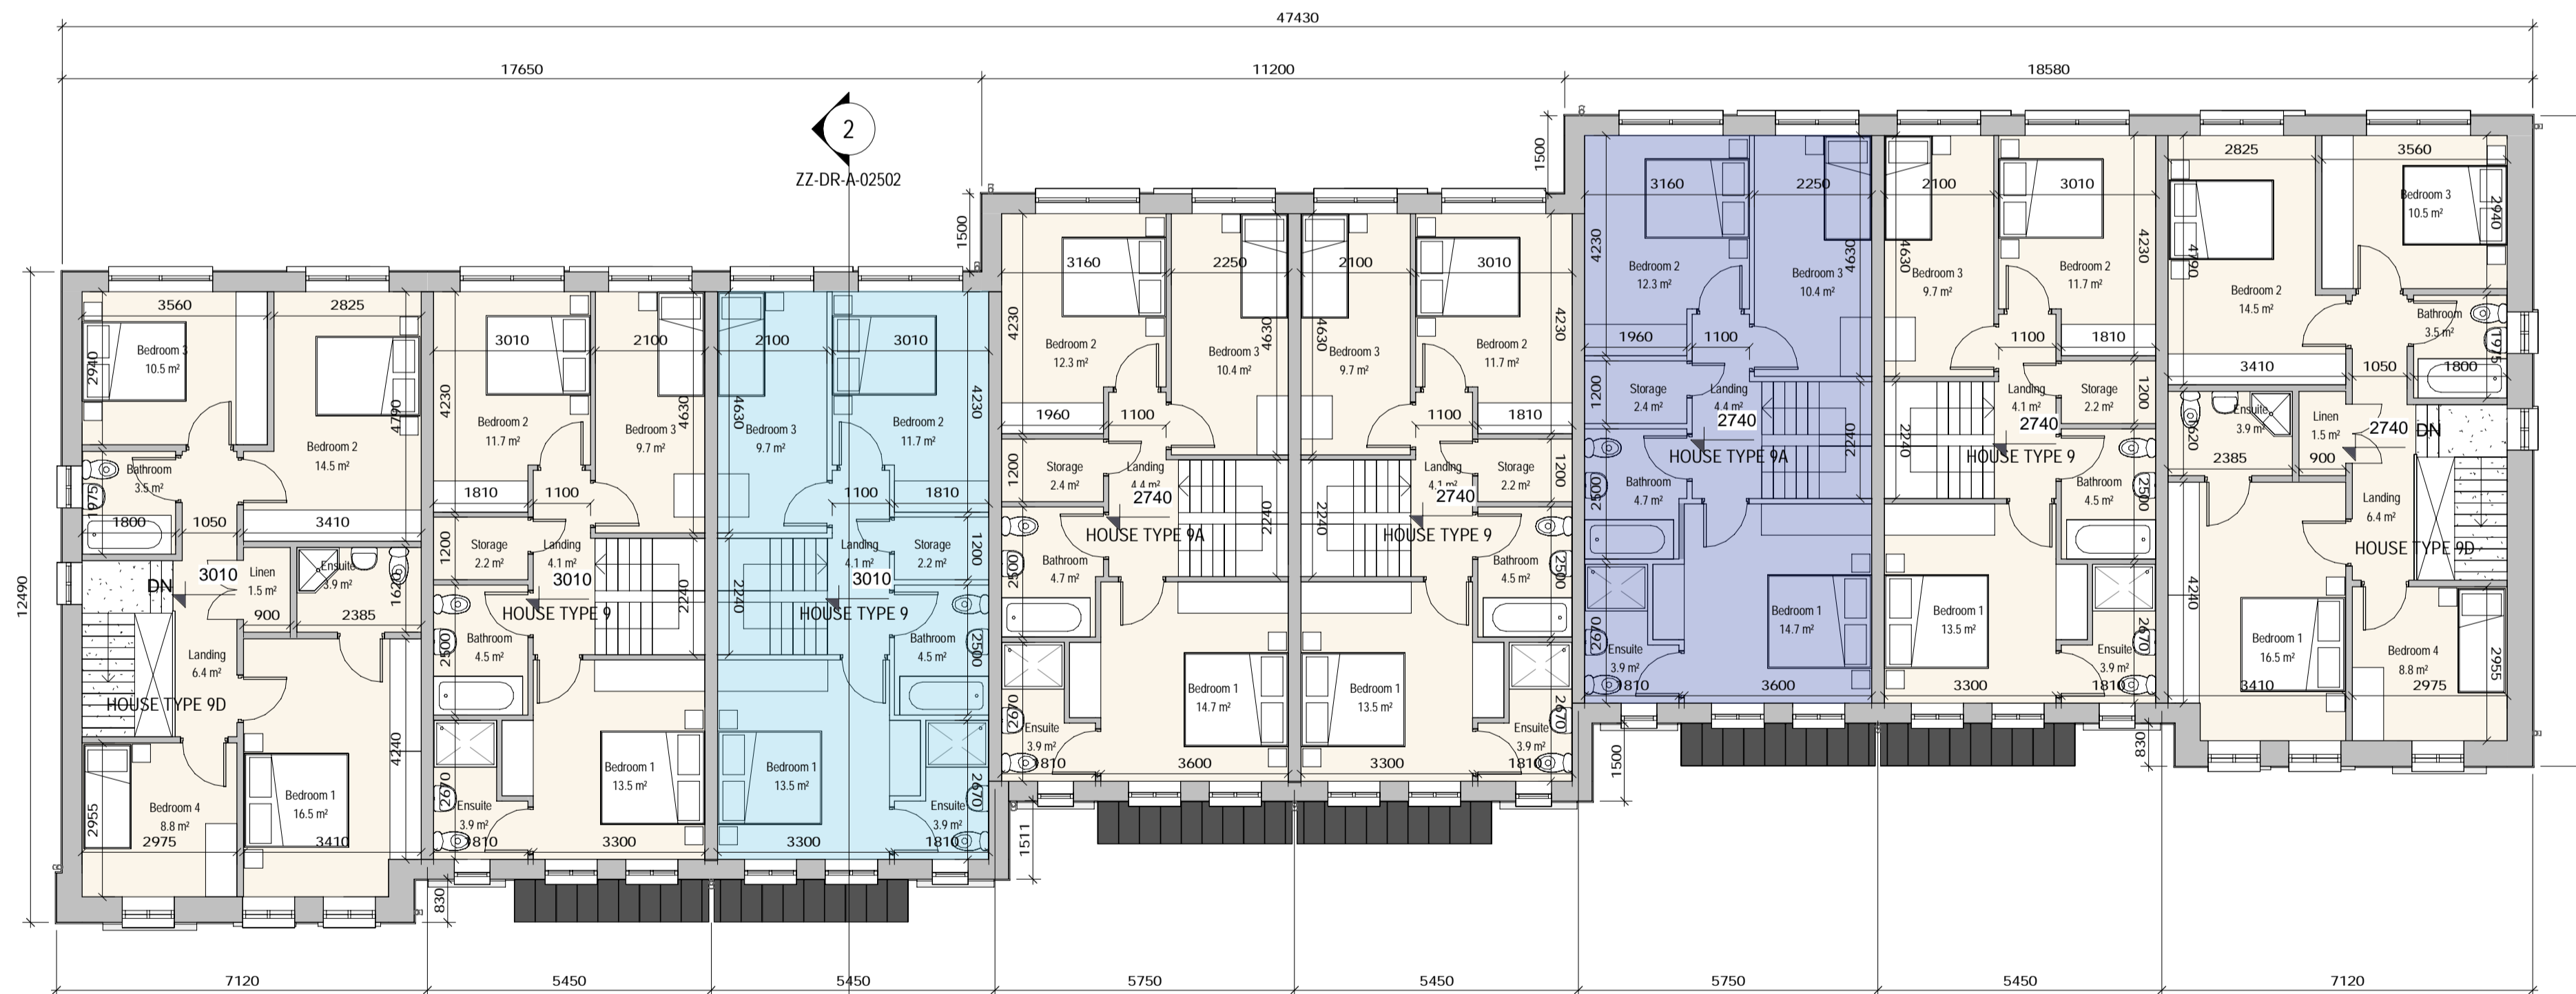 47430
17650
11200
18580
2
ZZ-DR-A-02502
1500
1500
12490
3560
2825
2940
Bedroom 3
10.5 m²
4790
Bedroom 2
14.5 m²
Bathroom
3.5 m²
1975
1800
1050
3410
DN
3010
Linen
1.5 m²
900
Ensuite
3.9 m²
1620
2385
Landing
6.4 m²
HOUSE TYPE 9D
4240
Bedroom 4
8.8 m²
2955
2975
Bedroom 1
16.5 m²
3410
830
3010
2100
4230
4630
Bedroom 2
11.7 m²
Bedroom 3
9.7 m²
1810
1100
1200
Storage
2.2 m²
Landing
4.1 m²
3010
HOUSE TYPE 9
2240
2500
Bathroom
4.5 m²
2670
Ensuite
3.9 m²
Bedroom 1
13.5 m²
1810
3300
2100
3010
4630
4230
Bedroom 3
9.7 m²
Bedroom 2
11.7 m²
1100
1810
Landing
4.1 m²
Storage
2.2 m²
1200
3010
HOUSE TYPE 9
2240
Bathroom
4.5 m²
2500
Bedroom 1
13.5 m²
Ensuite
3.9 m²
2670
3300
1810
3160
2250
4230
4630
Bedroom 2
12.3 m²
Bedroom 3
10.4 m²
1960
1100
1200
Storage
2.4 m²
Landing
4.4 m²
2740
HOUSE TYPE 9A
2240
2500
Bathroom
4.7 m²
2670
Ensuite
3.9 m²
Bedroom 1
14.7 m²
1810
3600
1511
2100
3010
4630
4230
Bedroom 3
9.7 m²
Bedroom 2
11.7 m²
1100
1810
Landing
4.1 m²
Storage
2.2 m²
1200
2740
HOUSE TYPE 9
2240
Bathroom
4.5 m²
2500
Bedroom 1
13.5 m²
Ensuite
3.9 m²
2670
3300
1810
1500
3160
2250
4230
4630
Bedroom 2
12.3 m²
Bedroom 3
10.4 m²
1960
1100
1200
Storage
2.4 m²
Landing
4.4 m²
2740
HOUSE TYPE 9A
2240
2500
Bathroom
4.7 m²
2670
Ensuite
3.9 m²
Bedroom 1
14.7 m²
1810
3600
2100
3010
4630
4230
Bedroom 3
9.7 m²
Bedroom 2
11.7 m²
1100
1810
Landing
4.1 m²
Storage
2.2 m²
1200
2740
HOUSE TYPE 9
2240
Bathroom
4.5 m²
2500
Bedroom 1
13.5 m²
Ensuite
3.9 m²
2670
3300
1810
830
2825
3560
4790
Bedroom 2
14.5 m²
Bedroom 3
10.5 m²
2940
Bathroom
3.5 m²
1975
3410
1050
1800
1620
Ensuite
3.9 m²
2385
Linen
1.5 m²
900
2740
DN
Landing
6.4 m²
HOUSE TYPE 9D
4240
Bedroom 1
16.5 m²
3410
Bedroom 4
8.8 m²
2955
2975
7120
5450
5450
5750
5450
5750
5450
7120